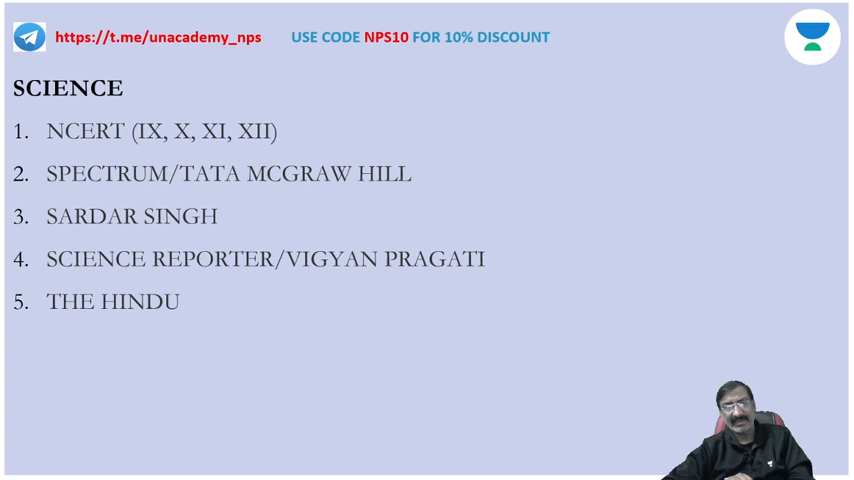 https://t.me/unacademy_nps USE CODE NPS10 FOR 10% DISCOUNT
SCIENCE
1. NCERT (IX, X, XI, XII)
2. SPECTRUM/TATA MCGRAW HILL
3. SARDAR SINGH
4. SCIENCE REPORTER/VIGYAN PRAGATI
5. THE HINDU